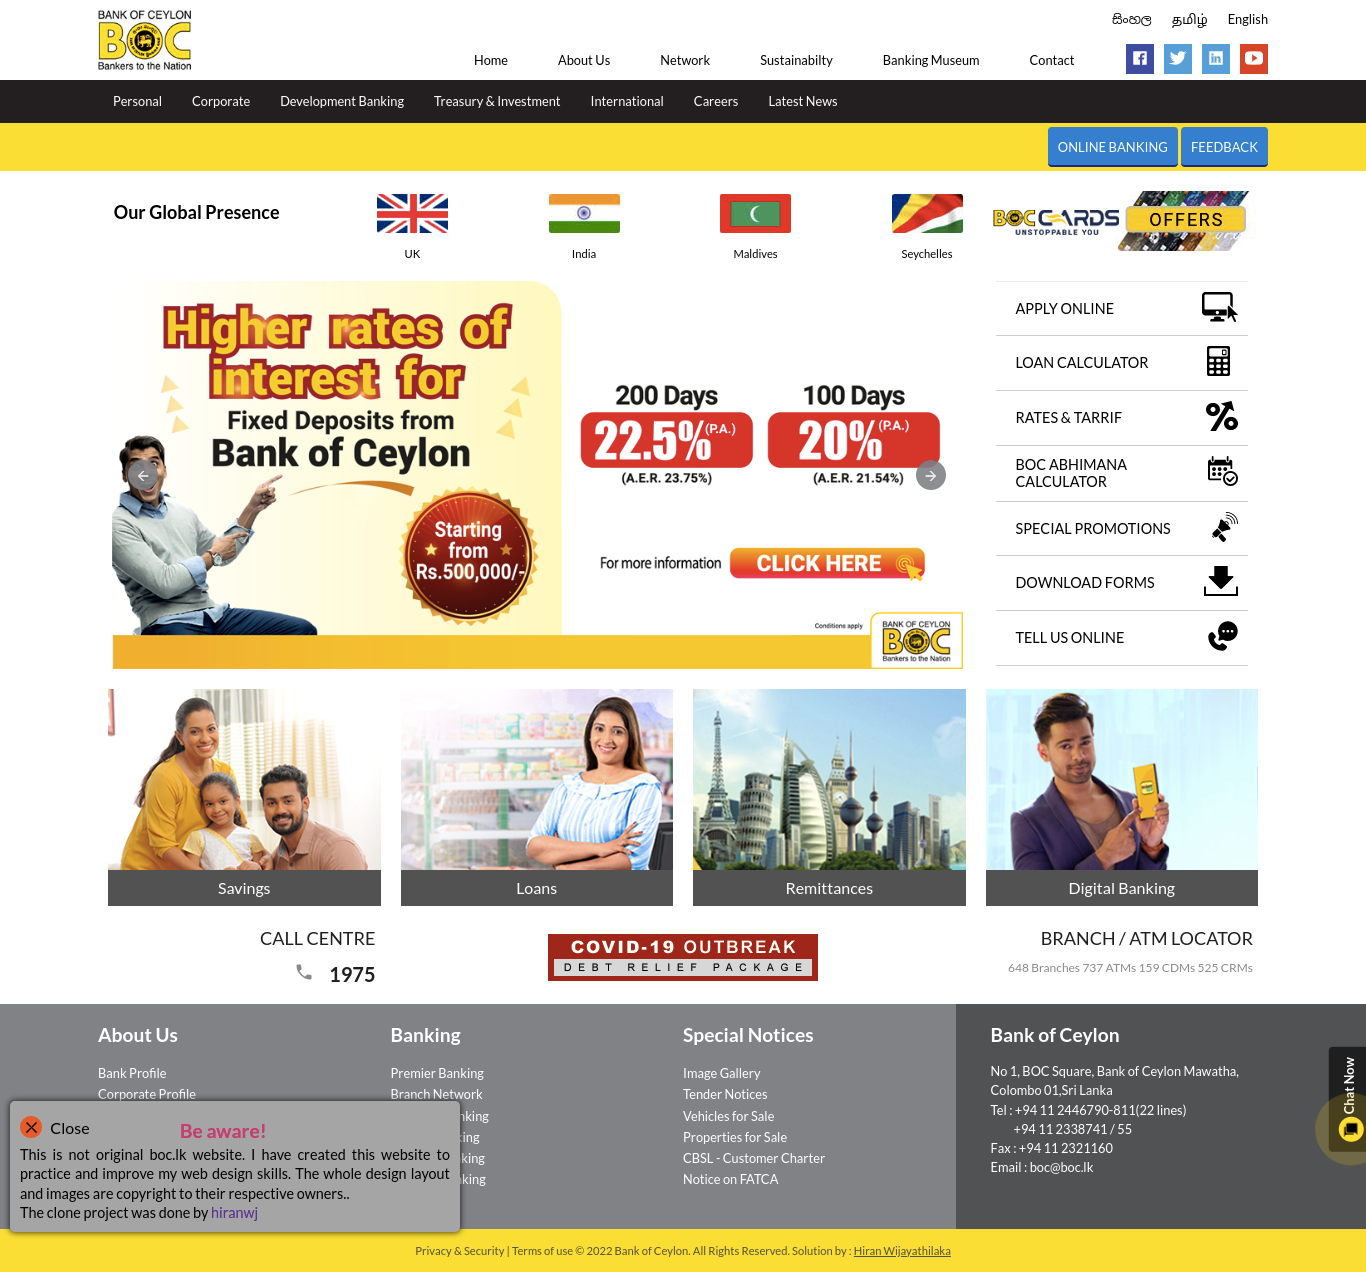 BANK OF CEYLON
BOC
Bankers to the Nation
සිංහල தமிழ் English
Home About Us Network Sustainabilty Banking Museum Contact
Personal Corporate Development Banking Treasury & Investment International Careers Latest News
ONLINE BANKING FEEDBACK
Our Global Presence
UK India Maldives Seychelles
BOC CARDS
UNSTOPPABLE YOU
OFFERS
Higher rates of
interest for
Fixed Deposits from
Bank of Ceylon
Starting
from
Rs.500,000/-
200 Days
22.5% (P.A.)
(A.E.R. 23.75%)
100 Days
20% (P.A.)
(A.E.R. 21.54%)
For more information CLICK HERE
Conditions apply
BANK OF CEYLON
BOC
Bankers to the Nation
APPLY ONLINE
LOAN CALCULATOR
RATES & TARRIF
BOC ABHIMANA
CALCULATOR
SPECIAL PROMOTIONS
DOWNLOAD FORMS
TELL US ONLINE
Savings Loans Remittances Digital Banking
CALL CENTRE
1975
COVID-19 OUTBREAK
DEBT RELIEF PACKAGE
BRANCH / ATM LOCATOR
648 Branches 737 ATMs 159 CDMs 525 CRMs
About Us
Bank Profile
Corporate Profile
Banking
Premier Banking
Branch Network
Special Notices
Image Gallery
Tender Notices
Vehicles for Sale
Properties for Sale
CBSL - Customer Charter
Notice on FATCA
Bank of Ceylon
No 1, BOC Square, Bank of Ceylon Mawatha,
Colombo 01,Sri Lanka
Tel : +94 11 2446790-811(22 lines)
+94 11 2338741 / 55
Fax : +94 11 2321160
Email : boc@boc.lk
Chat Now
Close
Be aware!
This is not original boc.lk website. I have created this website to
practice and improve my web design skills. The whole design layout
and images are copyright to their respective owners..
The clone project was done by hiranwj
Privacy & Security | Terms of use © 2022 Bank of Ceylon. All Rights Reserved. Solution by : Hiran Wijayathilaka